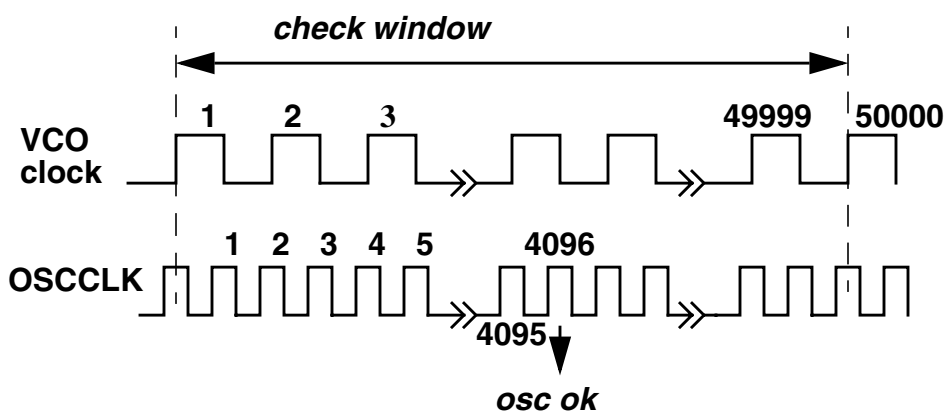 check window
1 2 3 49999 50000
VCO
clock
1 2 3 4 5 4096
OSCCLK
4095
osc ok